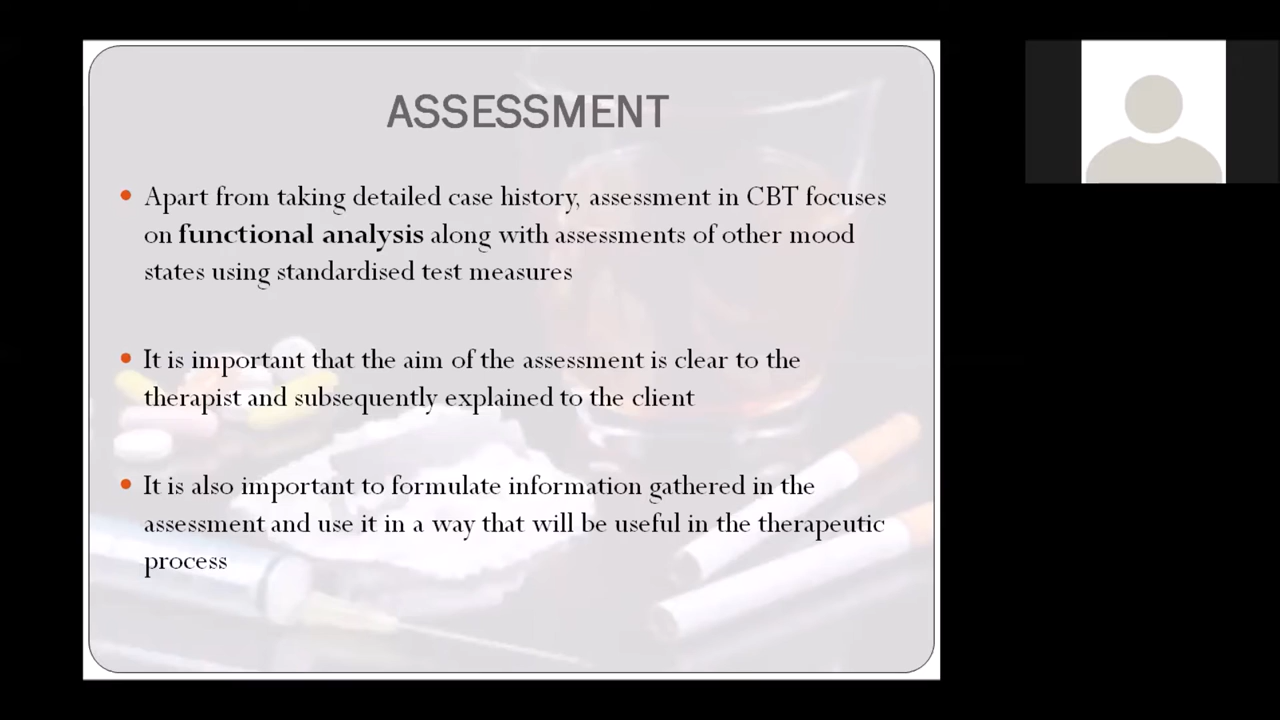 ASSESSMENT
• Apart from taking detailed case history, assessment in CBT focuses
on functional analysis along with assessments of other mood
states using standardised test measures
• It is important that the aim of the assessment is clear to the
therapist and subsequently explained to the client
• It is also important to formulate information gathered in the
assessment and use it in a way that will be useful in the therapeutic
process